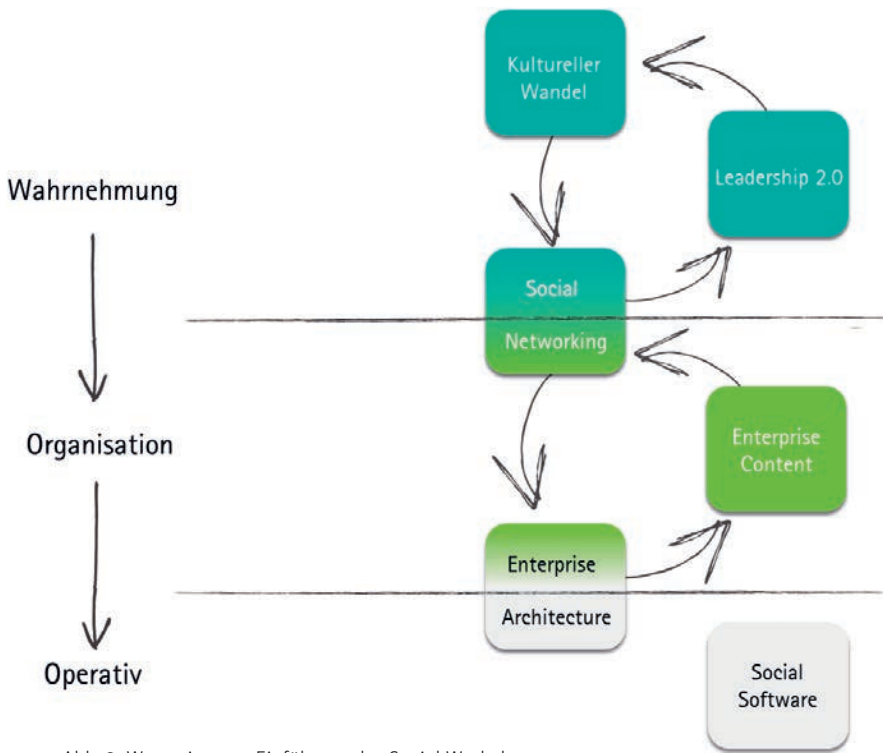 Kultureller
Wandel
Leadership 2.0
Wahrnehmung
Social
Networking
Organisation
Enterprise
Content
Enterprise
Architecture
Operativ
Social
Software